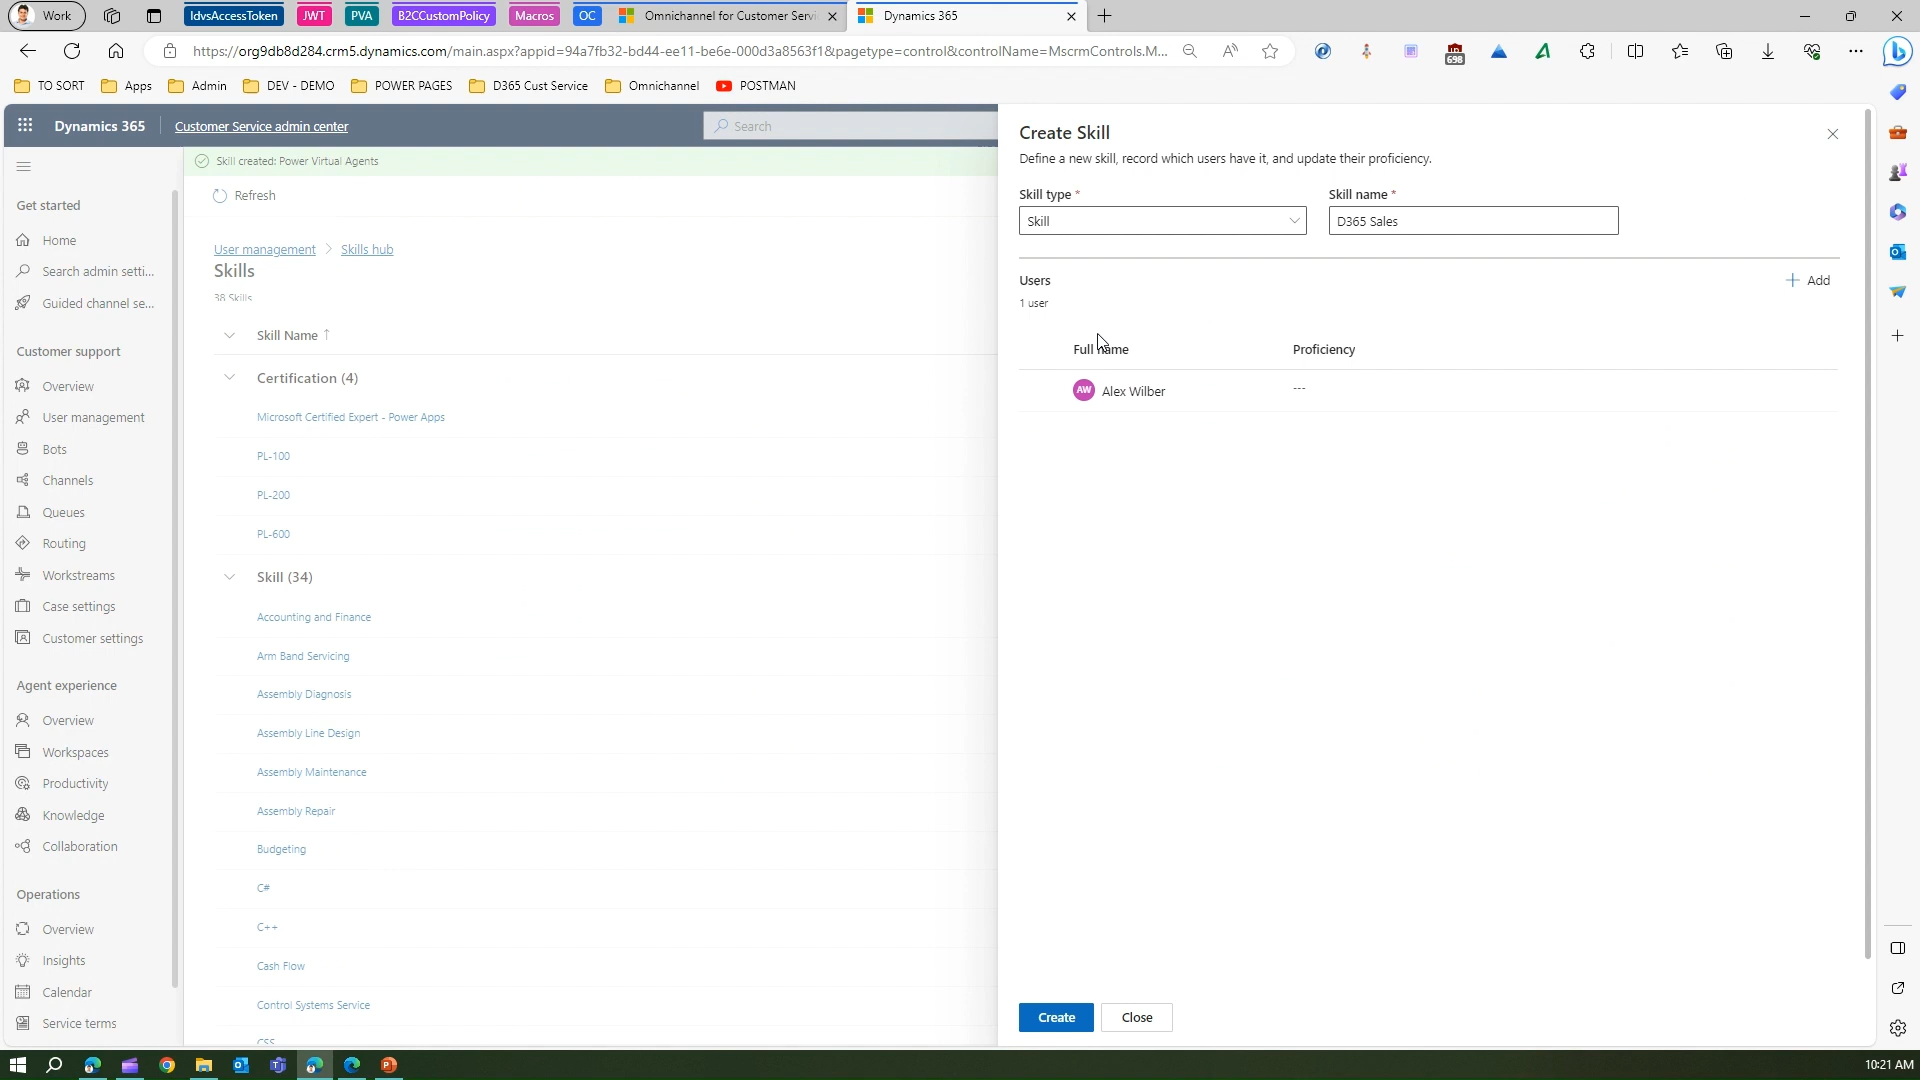 Work
IdvsAccessToken
JWT
PVA
B2CCustomPolicy
Macros
OC
Omnichannel for Customer Servi
Dynamics 365
https://org9db8d284.crm5.dynamics.com/main.aspx?appid=94a7fb32-bd44-ee11-be6e-000d3a8563f1&pagetype=control&controlName=MscrmControls.M...
698
TO SORT
Apps
Admin
DEV - DEMO
POWER PAGES
D365 Cust Service
Omnichannel
POSTMAN
Dynamics 365
Customer Service admin center
Search
Get started
Home
Search admin setti...
Guided channel se...
Customer support
Overview
User management
Bots
Channels
Queues
Routing
Workstreams
Case settings
Customer settings
Agent experience
Overview
Workspaces
Productivity
Knowledge
Collaboration
Operations
Overview
Insights
Calendar
Service terms
Skill created: Power Virtual Agents
Refresh
User management > Skills hub
Skills
38 Skills
Skill Name ↑
Certification (4)
Microsoft Certified Expert - Power Apps
PL-100
PL-200
PL-600
Skill (34)
Accounting and Finance
Arm Band Servicing
Assembly Diagnosis
Assembly Line Design
Assembly Maintenance
Assembly Repair
Budgeting
C#
C++
Cash Flow
Control Systems Service
CSS
Create Skill
Define a new skill, record which users have it, and update their proficiency.
Skill type *
Skill name *
Skill
D365 Sales
Users
Add
1 user
Full name
Proficiency
AW
Alex Wilber
---
Create
Close
10:21 AM